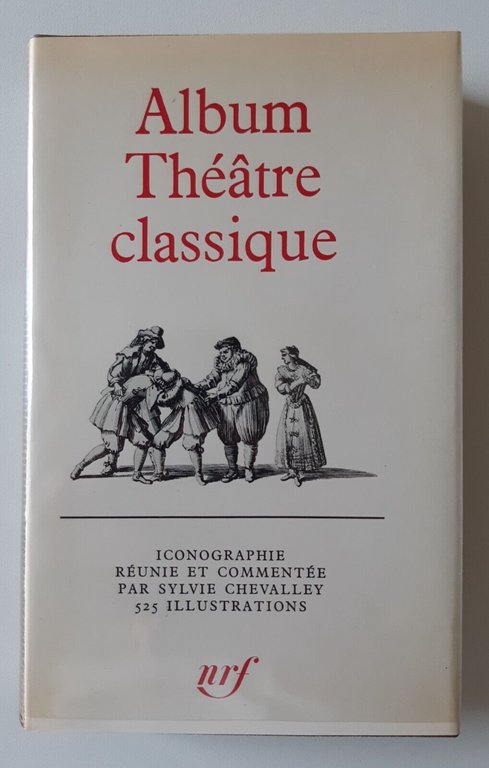 Album
Théâtre
classique
ICONOGRAPHIE
RÉUNIE ET COMMENTÉE
PAR SYLVIE CHEVALLEY
525 ILLUSTRATIONS
nrf